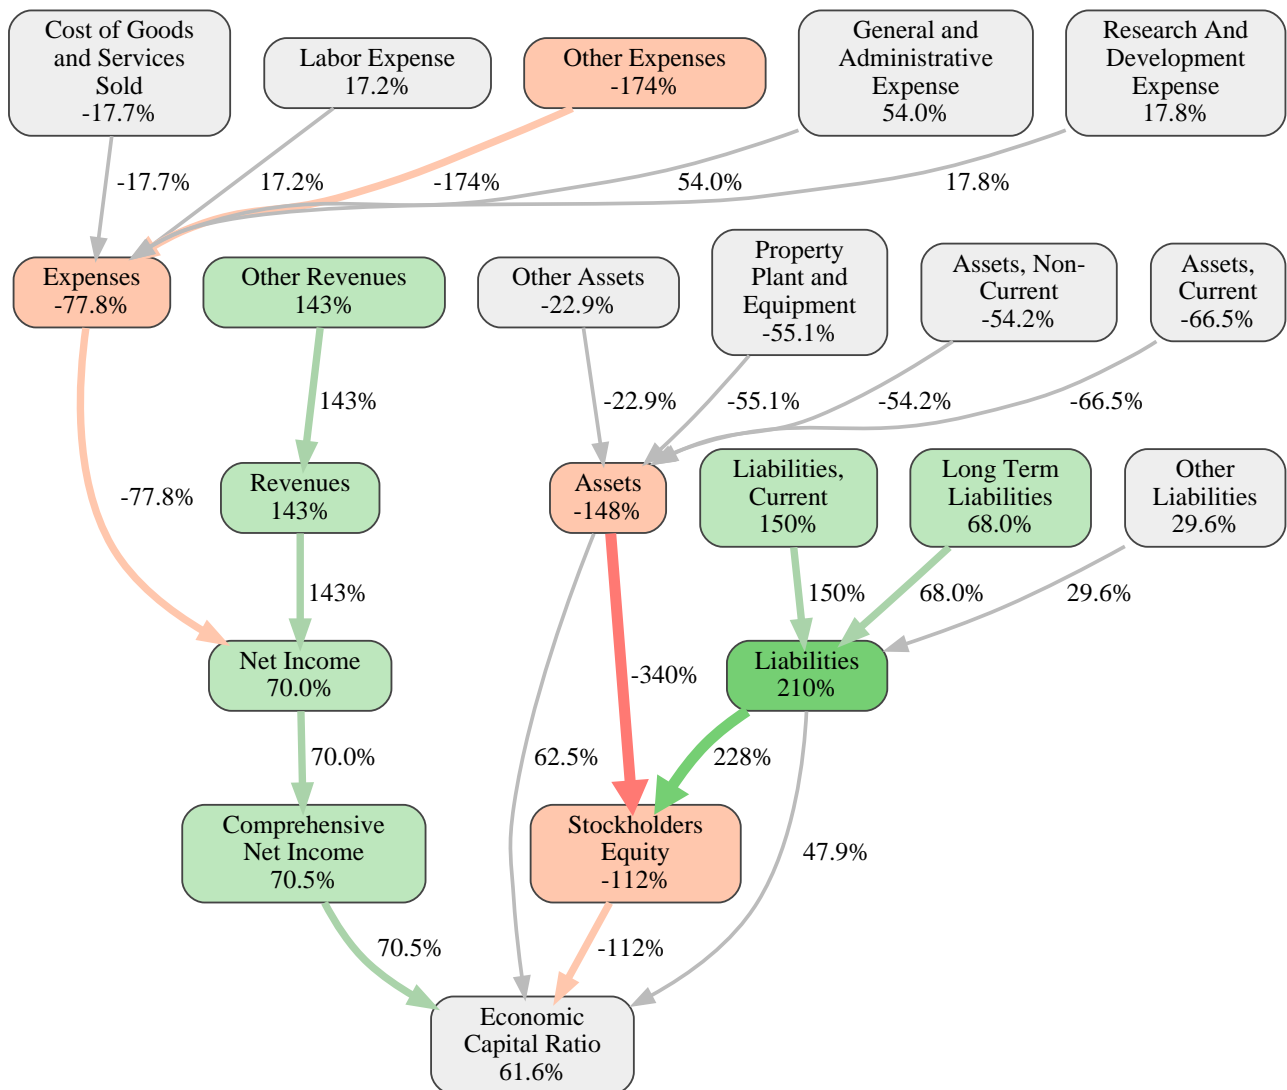 Cost of Goods
and Services
Sold
-17.7%
Labor Expense
17.2%
Other Expenses
-174%
General and
Administrative
Expense
54.0%
Research And
Development
Expense
17.8%
-17.7%
17.2%
-174%
54.0%
17.8%
Expenses
-77.8%
Other Revenues
143%
Other Assets
-22.9%
Property
Plant and
Equipment
-55.1%
Assets, Non-
Current
-54.2%
Assets,
Current
-66.5%
143%
-22.9%
-55.1%
-54.2%
-66.5%
-77.8%
Revenues
143%
Assets
-148%
Liabilities,
Current
150%
Long Term
Liabilities
68.0%
Other
Liabilities
29.6%
143%
150%
68.0%
29.6%
Net Income
70.0%
-340%
Liabilities
210%
70.0%
62.5%
228%
Comprehensive
Net Income
70.5%
Stockholders
Equity
-112%
47.9%
70.5%
-112%
Economic
Capital Ratio
61.6%